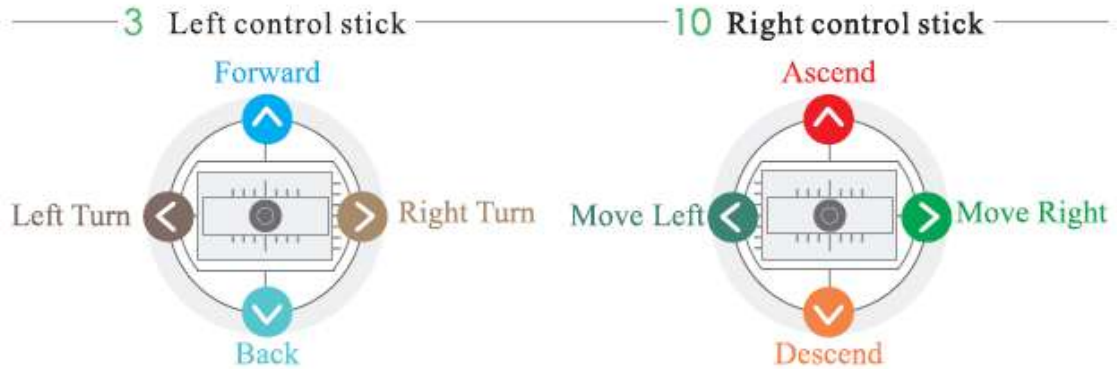 3 Left control stick
10 Right control stick
Forward
Ascend
Left Turn
Right Turn
Move Left
Move Right
Back
Descend